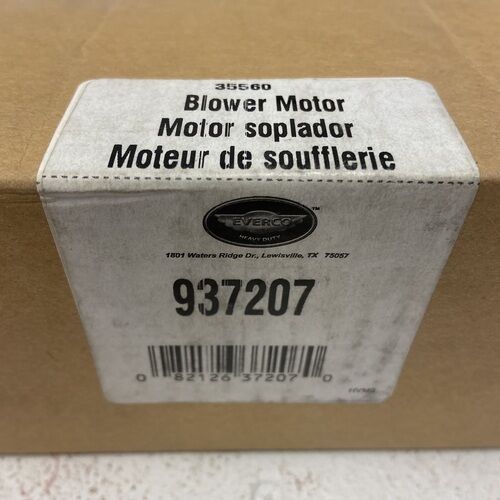 35560
Blower Motor
Motor soplador
Moteur de soufflerie
EVERCO
TM
HEAVY DUTY
1801 Waters Ridge Dr., Lewisville, TX 75057
937207
0 82126 37207 0